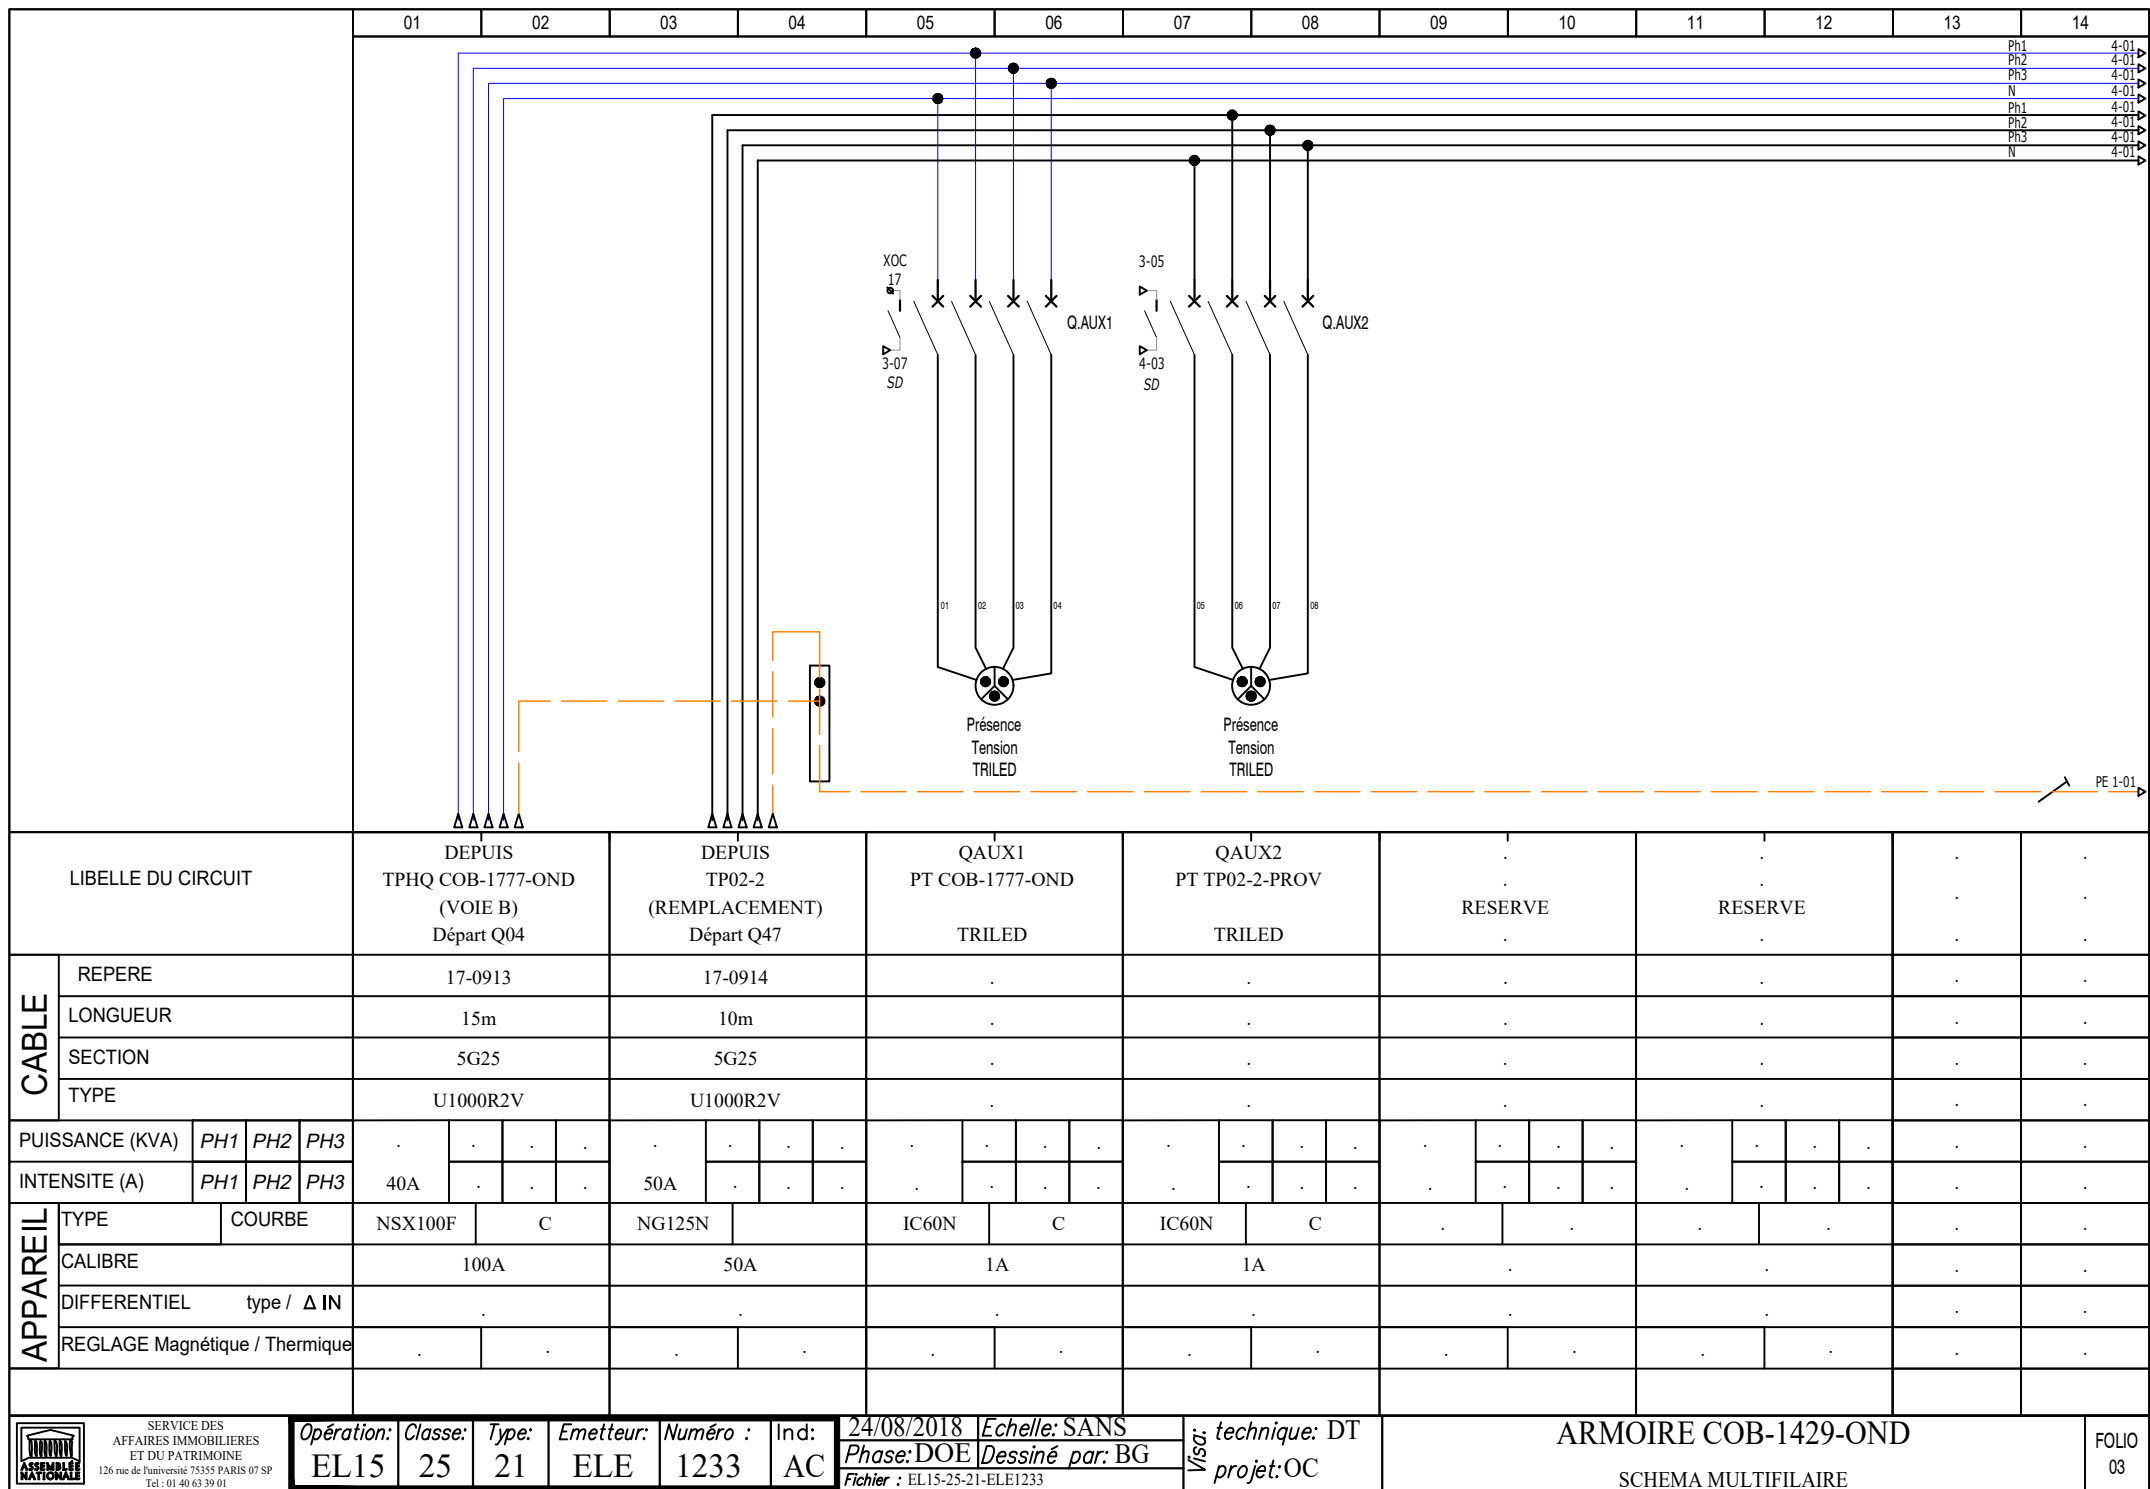 01 02 03 04 05 06 07 08 09 10 11 12 13 14
Ph1 4-01
Ph2 4-01
Ph3 4-01
N 4-01
Ph1 4-01
Ph2 4-01
Ph3 4-01
N 4-01
XOC
17
3-07
SD
Q.AUX1
3-05
4-03
SD
Q.AUX2
01 02 03 04
05 06 07 08
Présence
Tension
TRILED
Présence
Tension
TRILED
PE 1-01
LIBELLE DU CIRCUIT
DEPUIS
TPHQ COB-1777-OND
(VOIE B)
Départ Q04
DEPUIS
TP02-2
(REMPLACEMENT)
Départ Q47
QAUX1
PT COB-1777-OND
TRILED
QAUX2
PT TP02-2-PROV
TRILED
RESERVE
RESERVE
CABLE
REPERE 17-0913 17-0914
LONGUEUR 15m 10m
SECTION 5G25 5G25
TYPE U1000R2V U1000R2V
PUISSANCE (KVA) PH1 PH2 PH3
INTENSITE (A) PH1 PH2 PH3 40A 50A
APPAREIL
TYPE COURBE NSX100F C NG125N IC60N C IC60N C
CALIBRE 100A 50A 1A 1A
DIFFERENTIEL type / Δ IN
REGLAGE Magnétique / Thermique
ASSEMBLÉE
NATIONALE
SERVICE DES
AFFAIRES IMMOBILIERES
ET DU PATRIMOINE
126 rue de l'université 75355 PARIS 07 SP
Tel : 01 40 63 39 01
Opération: EL15
Classe: 25
Type: 21
Emetteur: ELE
Numéro : 1233
Ind: AC
24/08/2018 Echelle: SANS
Phase: DOE Dessiné par: BG
Fichier : EL15-25-21-ELE1233
Visa: technique: DT
projet: OC
ARMOIRE COB-1429-OND
SCHEMA MULTIFILAIRE
FOLIO
03